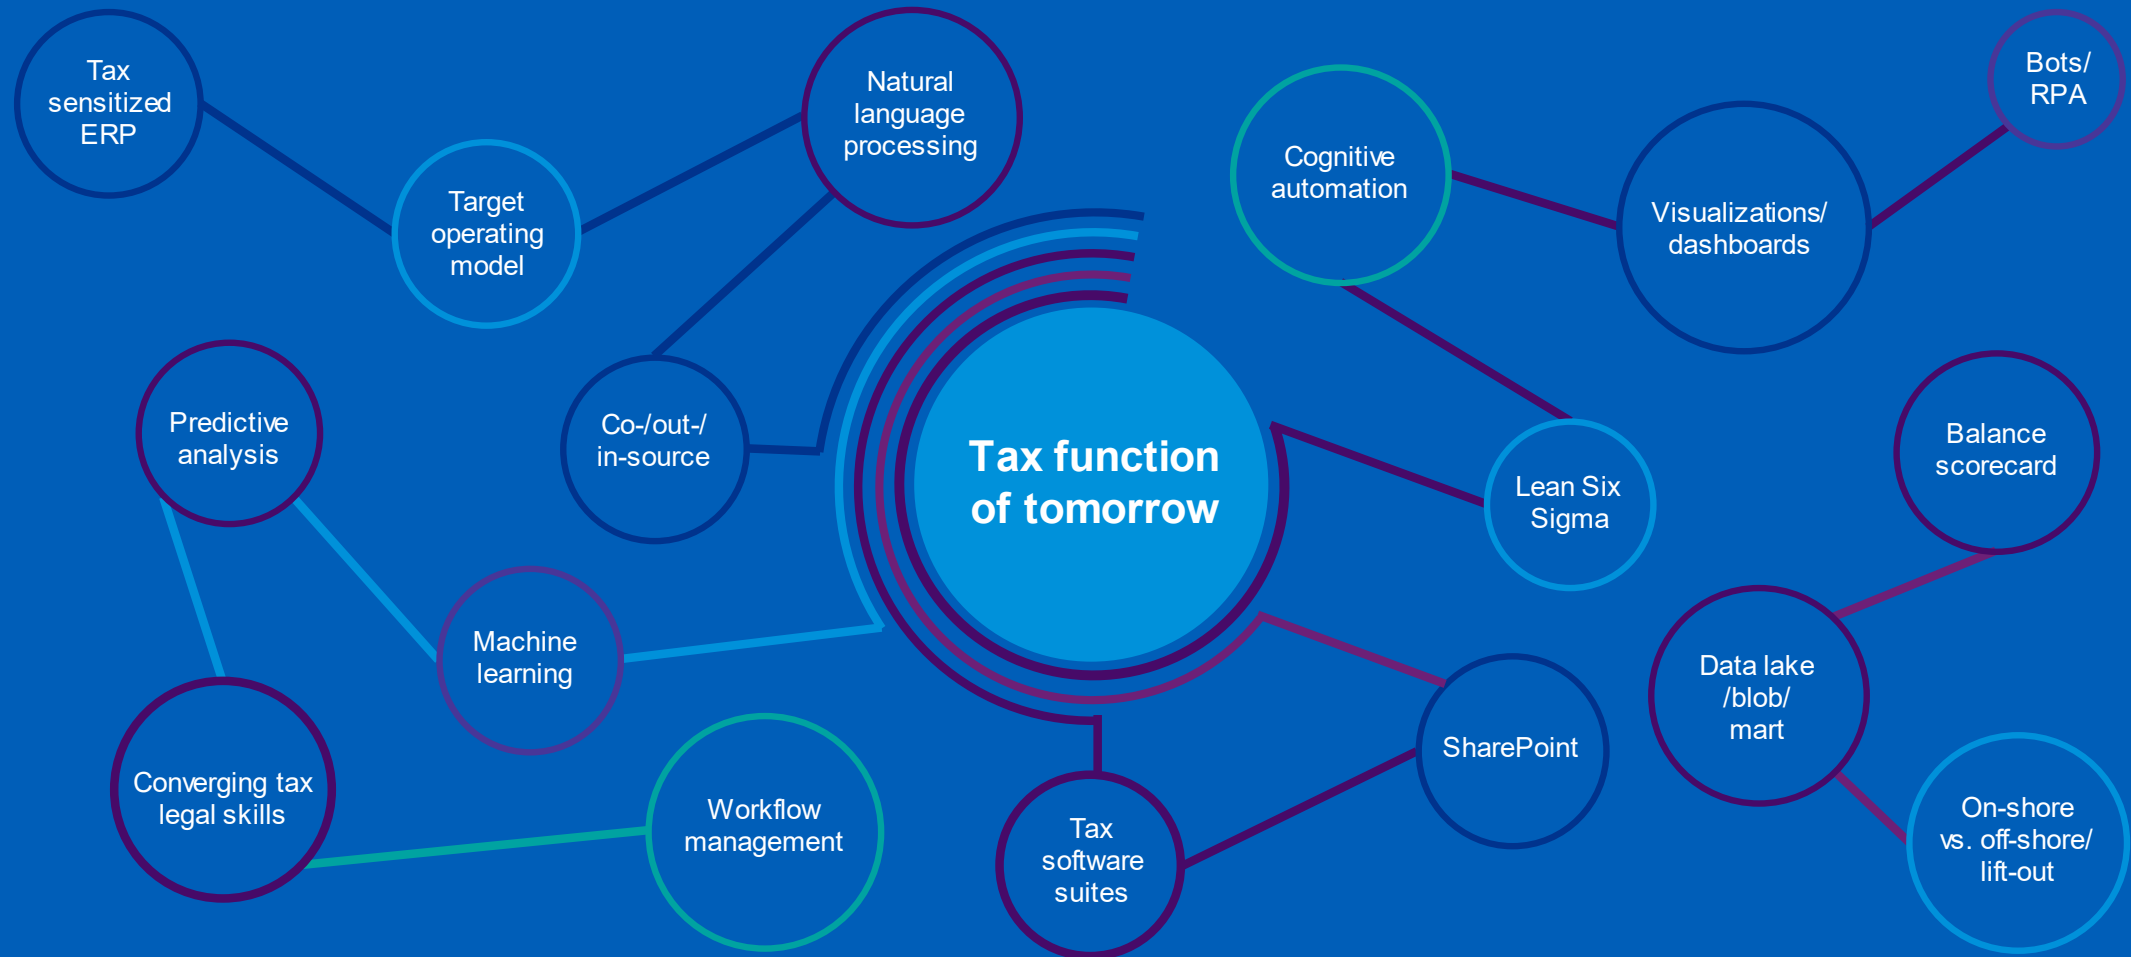 Tax
sensitized
ERP
Target
operating
model
Natural
language
processing
Co-/out-/
in-source
Predictive
analysis
Machine
learning
Converging tax
legal skills
Workflow
management
Tax function
of tomorrow
Cognitive
automation
Visualizations/
dashboards
Bots/
RPA
Lean Six
Sigma
Balance
scorecard
Data lake
/blob/
mart
SharePoint
Tax
software
suites
On-shore
vs. off-shore/
lift-out